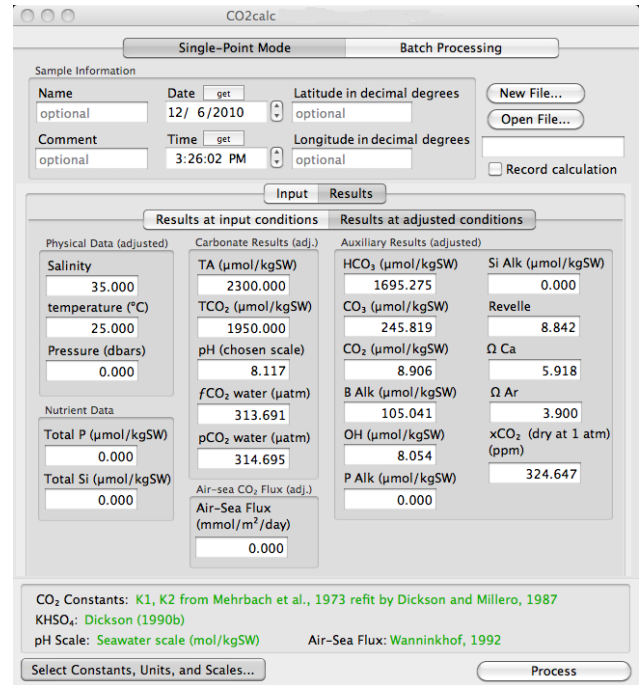 CO2calc
Single-Point Mode Batch Processing
Sample Information
Name Date get Latitude in decimal degrees New File...
optional 12/ 6/2010 optional Open File...
Comment Time get Longitude in decimal degrees
optional 3:26:02 PM optional Record calculation
Input Results
Results at input conditions Results at adjusted conditions
Physical Data (adjusted) Carbonate Results (adj.) Auxiliary Results (adjusted)
Salinity TA (µmol/kgSW) HCO₃ (µmol/kgSW) Si Alk (µmol/kgSW)
35.000 2300.000 1695.275 0.000
temperature (°C) TCO₂ (µmol/kgSW) CO₃ (µmol/kgSW) Revelle
25.000 1950.000 245.819 8.842
Pressure (dbars) pH (chosen scale) CO₂ (µmol/kgSW) Ω Ca
0.000 8.117 8.906 5.918
Nutrient Data ƒCO₂ water (µatm) B Alk (µmol/kgSW) Ω Ar
313.691 105.041 3.900
Total P (µmol/kgSW) pCO₂ water (µatm) OH (µmol/kgSW) xCO₂ (dry at 1 atm)
(ppm)
0.000 314.695 8.054 324.647
Total Si (µmol/kgSW) Air-sea CO₂ Flux (adj.) P Alk (µmol/kgSW)
0.000 Air-Sea Flux 0.000
(mmol/m²/day)
0.000
CO₂ Constants: K1, K2 from Mehrbach et al., 1973 refit by Dickson and Millero, 1987
KHSO₄: Dickson (1990b)
pH Scale: Seawater scale (mol/kgSW) Air-Sea Flux: Wanninkhof, 1992
Select Constants, Units, and Scales... Process